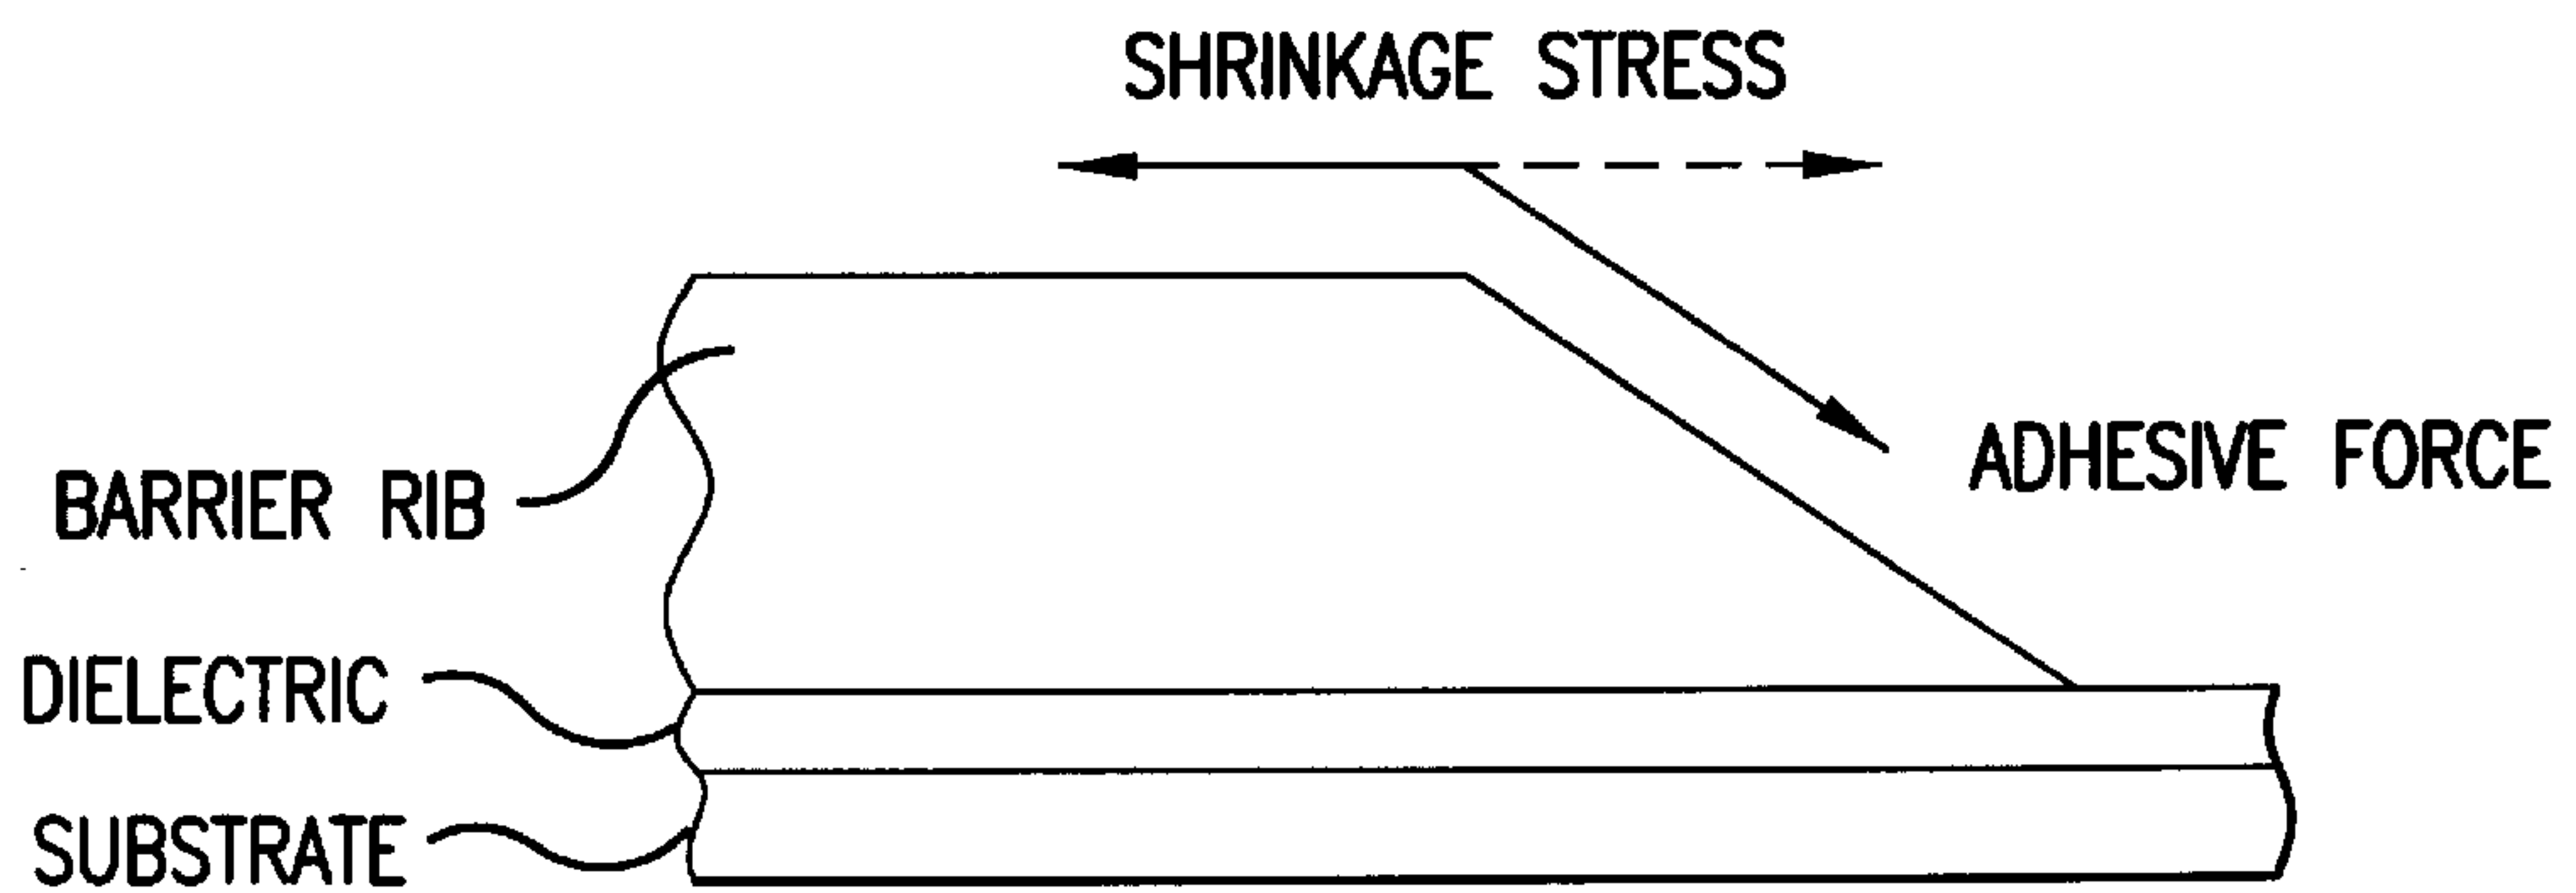 SHRINKAGE STRESS
ADHESIVE FORCE
BARRIER RIB
DIELECTRIC
SUBSTRATE